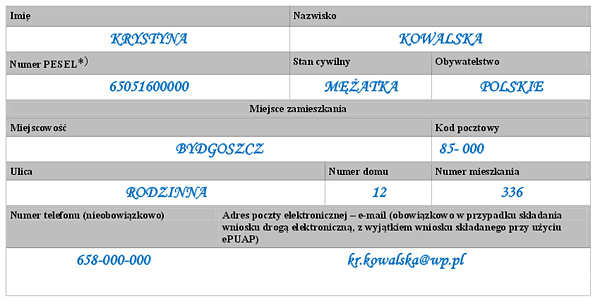 Imię Nazwisko
KRYSTYNA KOWALSKA
Numer PESEL*) Stan cywilny Obywatelstwo
65051600000 MĘŻATKA POLSKIE
Miejsce zamieszkania
Miejscowość Kod pocztowy
BYDGOSZCZ 85- 000
Ulica Numer domu Numer mieszkania
RODZINNA 12 336
Numer telefonu (nieobowiązkowo) Adres poczty elektronicznej – e-mail (obowiązkowo w przypadku składania
wniosku drogą elektroniczną, z wyjątkiem wniosku składanego przy użyciu
ePUAP)
658-000-000 kr.kowalska@wp.pl